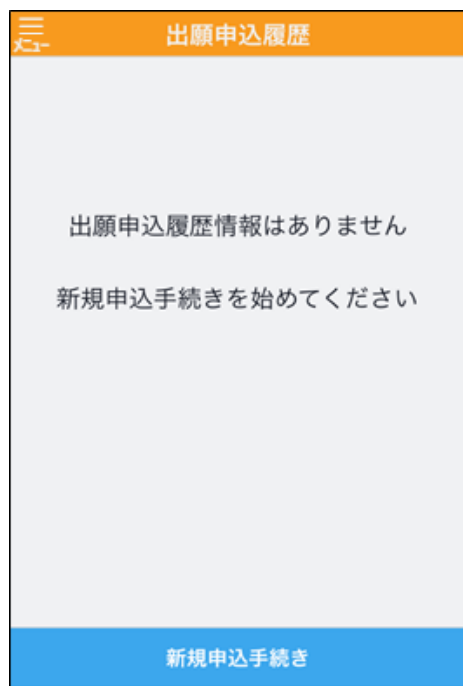 メニュー
出願申込履歴
出願申込履歴情報はありません
新規申込手続きを始めてください
新規申込手続き